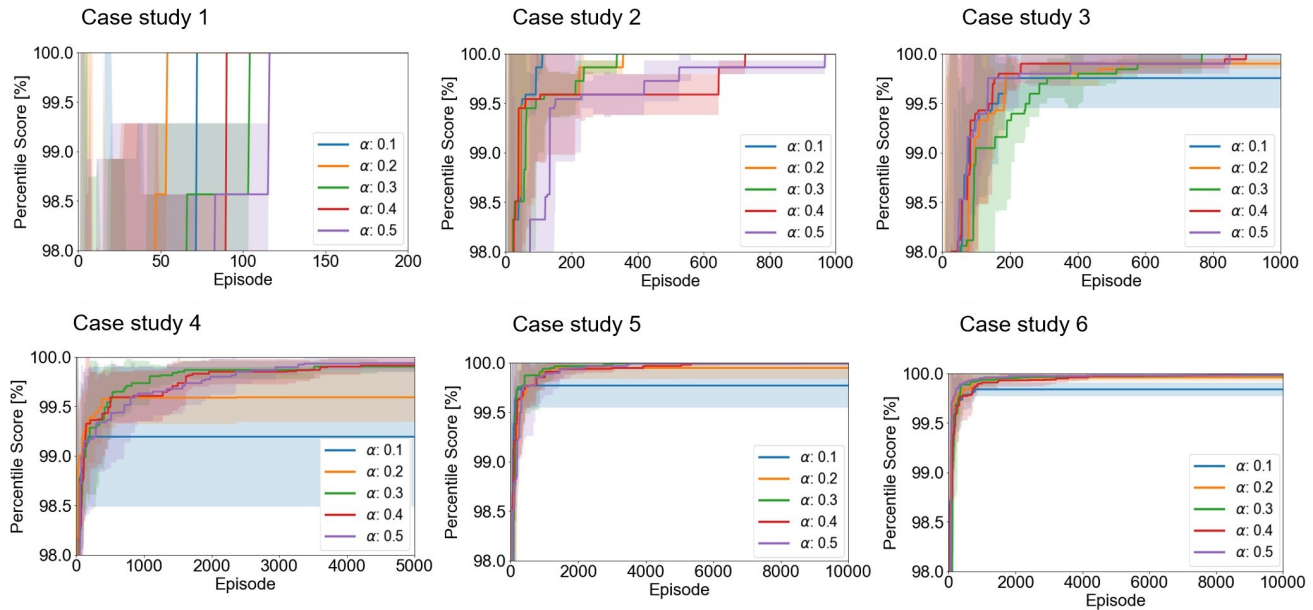 Case study 1
Percentile Score [%]
100.0
99.5
99.0
98.5
98.0
0
50
100
150
200
Episode
α: 0.1
α: 0.2
α: 0.3
α: 0.4
α: 0.5
Case study 2
Percentile Score [%]
100.0
99.5
99.0
98.5
98.0
0
200
400
600
800
1000
Episode
α: 0.1
α: 0.2
α: 0.3
α: 0.4
α: 0.5
Case study 3
Percentile Score [%]
100.0
99.5
99.0
98.5
98.0
0
200
400
600
800
1000
Episode
α: 0.1
α: 0.2
α: 0.3
α: 0.4
α: 0.5
Case study 4
Percentile Score [%]
100.0
99.5
99.0
98.5
98.0
0
1000
2000
3000
4000
5000
Episode
α: 0.1
α: 0.2
α: 0.3
α: 0.4
α: 0.5
Case study 5
Percentile Score [%]
100.0
99.5
99.0
98.5
98.0
0
2000
4000
6000
8000
10000
Episode
α: 0.1
α: 0.2
α: 0.3
α: 0.4
α: 0.5
Case study 6
Percentile Score [%]
100.0
99.5
99.0
98.5
98.0
0
2000
4000
6000
8000
10000
Episode
α: 0.1
α: 0.2
α: 0.3
α: 0.4
α: 0.5